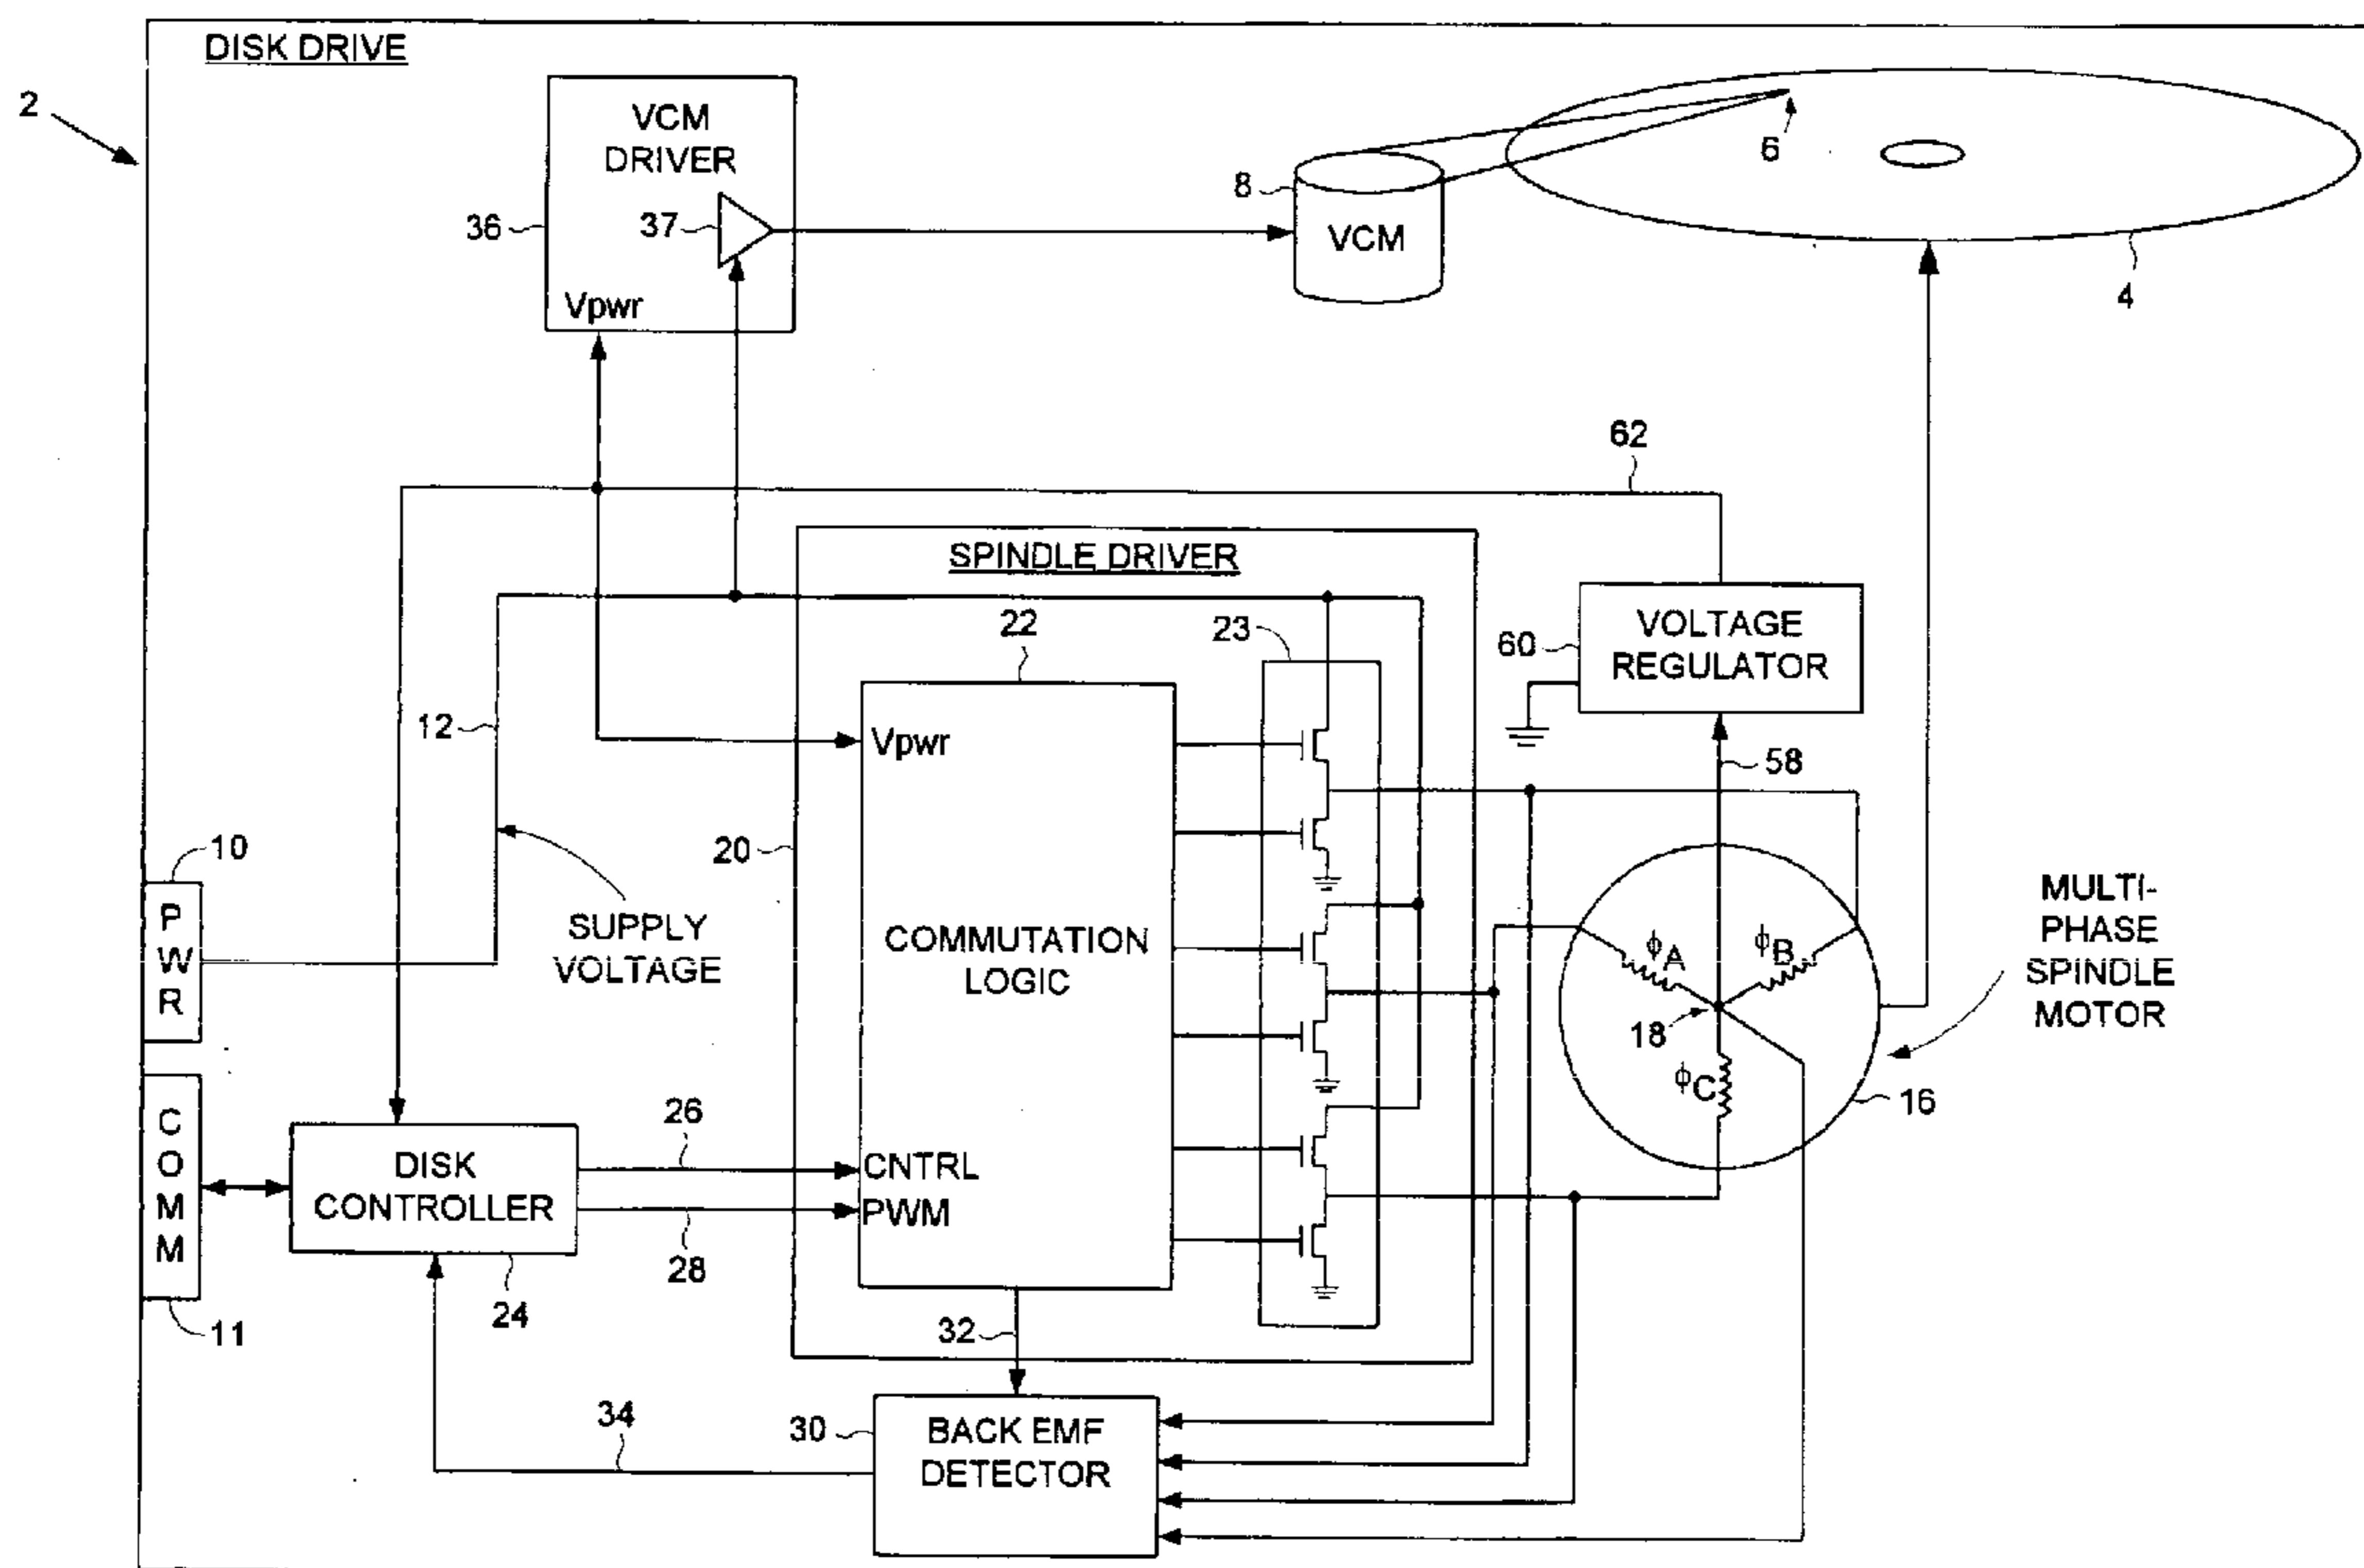 DISK DRIVE
2
VCM
DRIVER
36
37
Vpwr
8
VCM
6
4
62
SPINDLE DRIVER
22
23
60
VOLTAGE
REGULATOR
12
Vpwr
58
20
10
P
W
R
SUPPLY
VOLTAGE
COMMUTATION
LOGIC
ϕA
ϕB
18
ϕC
MULTI-
PHASE
SPINDLE
MOTOR
16
C
O
M
M
11
DISK
CONTROLLER
24
26
28
CNTRL
PWM
32
34
30
BACK EMF
DETECTOR